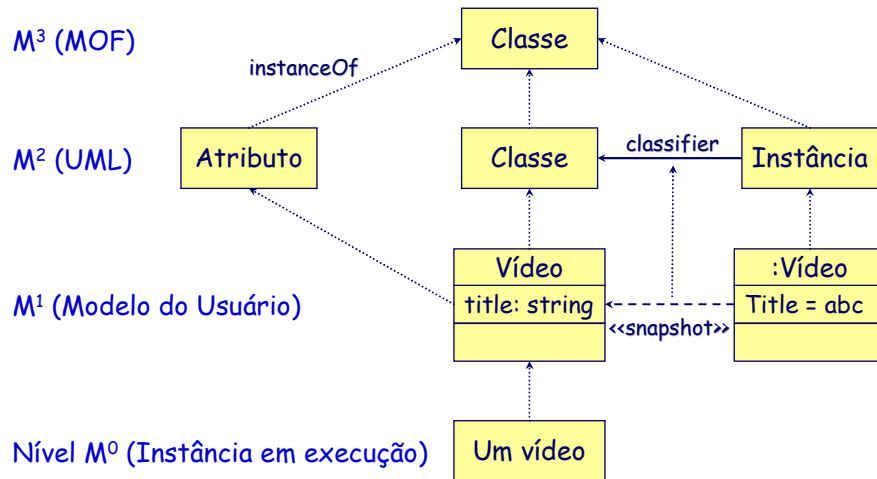 M³ (MOF)
Classe
instanceOf
M² (UML)
Atributo
Classe
classifier
Instância
Vídeo
:Vídeo
M¹ (Modelo do Usuário)
title: string
Title = abc
<<snapshot>>
Nível M⁰ (Instância em execução)
Um vídeo